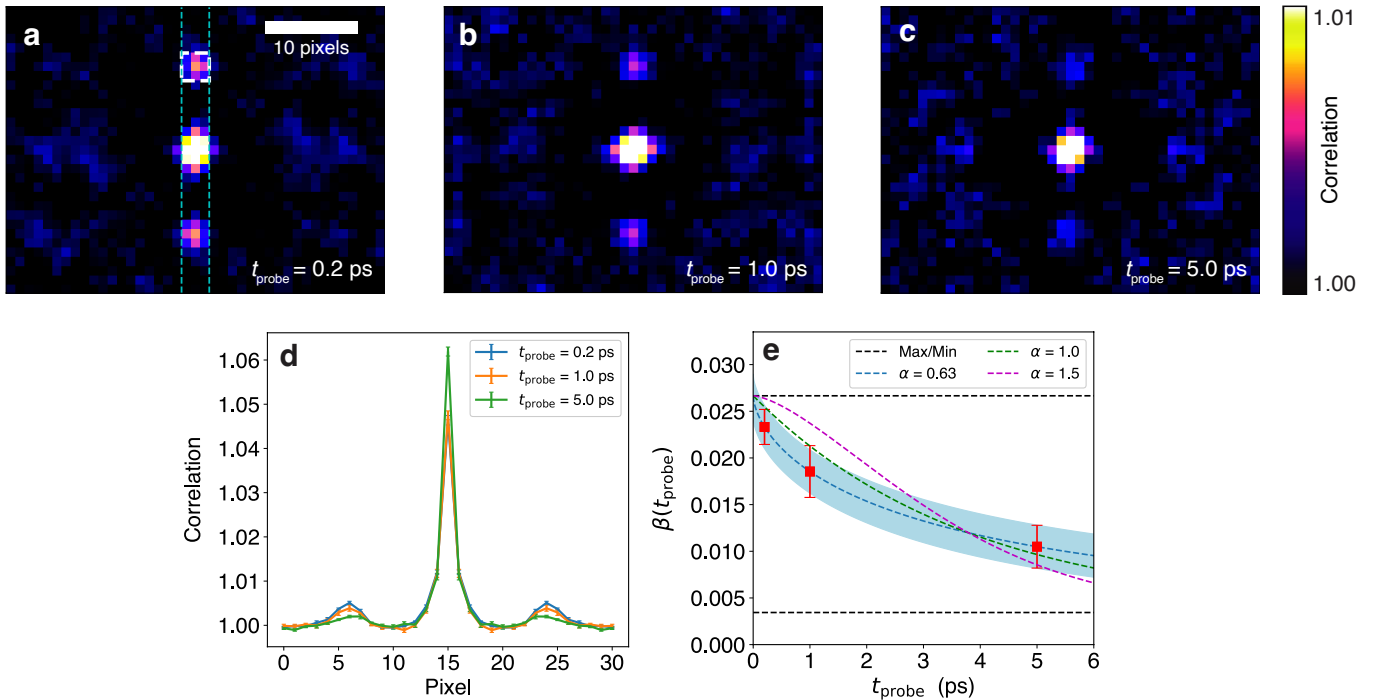 a
10 pixels
t_probe = 0.2 ps
b
t_probe = 1.0 ps
c
t_probe = 5.0 ps
1.01
Correlation
1.00
d
t_probe = 0.2 ps
t_probe = 1.0 ps
t_probe = 5.0 ps
Correlation
1.06
1.05
1.04
1.03
1.02
1.01
1.00
0 5 10 15 20 25 30
Pixel
e
Max/Min
α = 0.63
α = 1.0
α = 1.5
β(t_probe)
0.030
0.025
0.020
0.015
0.010
0.005
0.000
0 1 2 3 4 5 6
t_probe (ps)